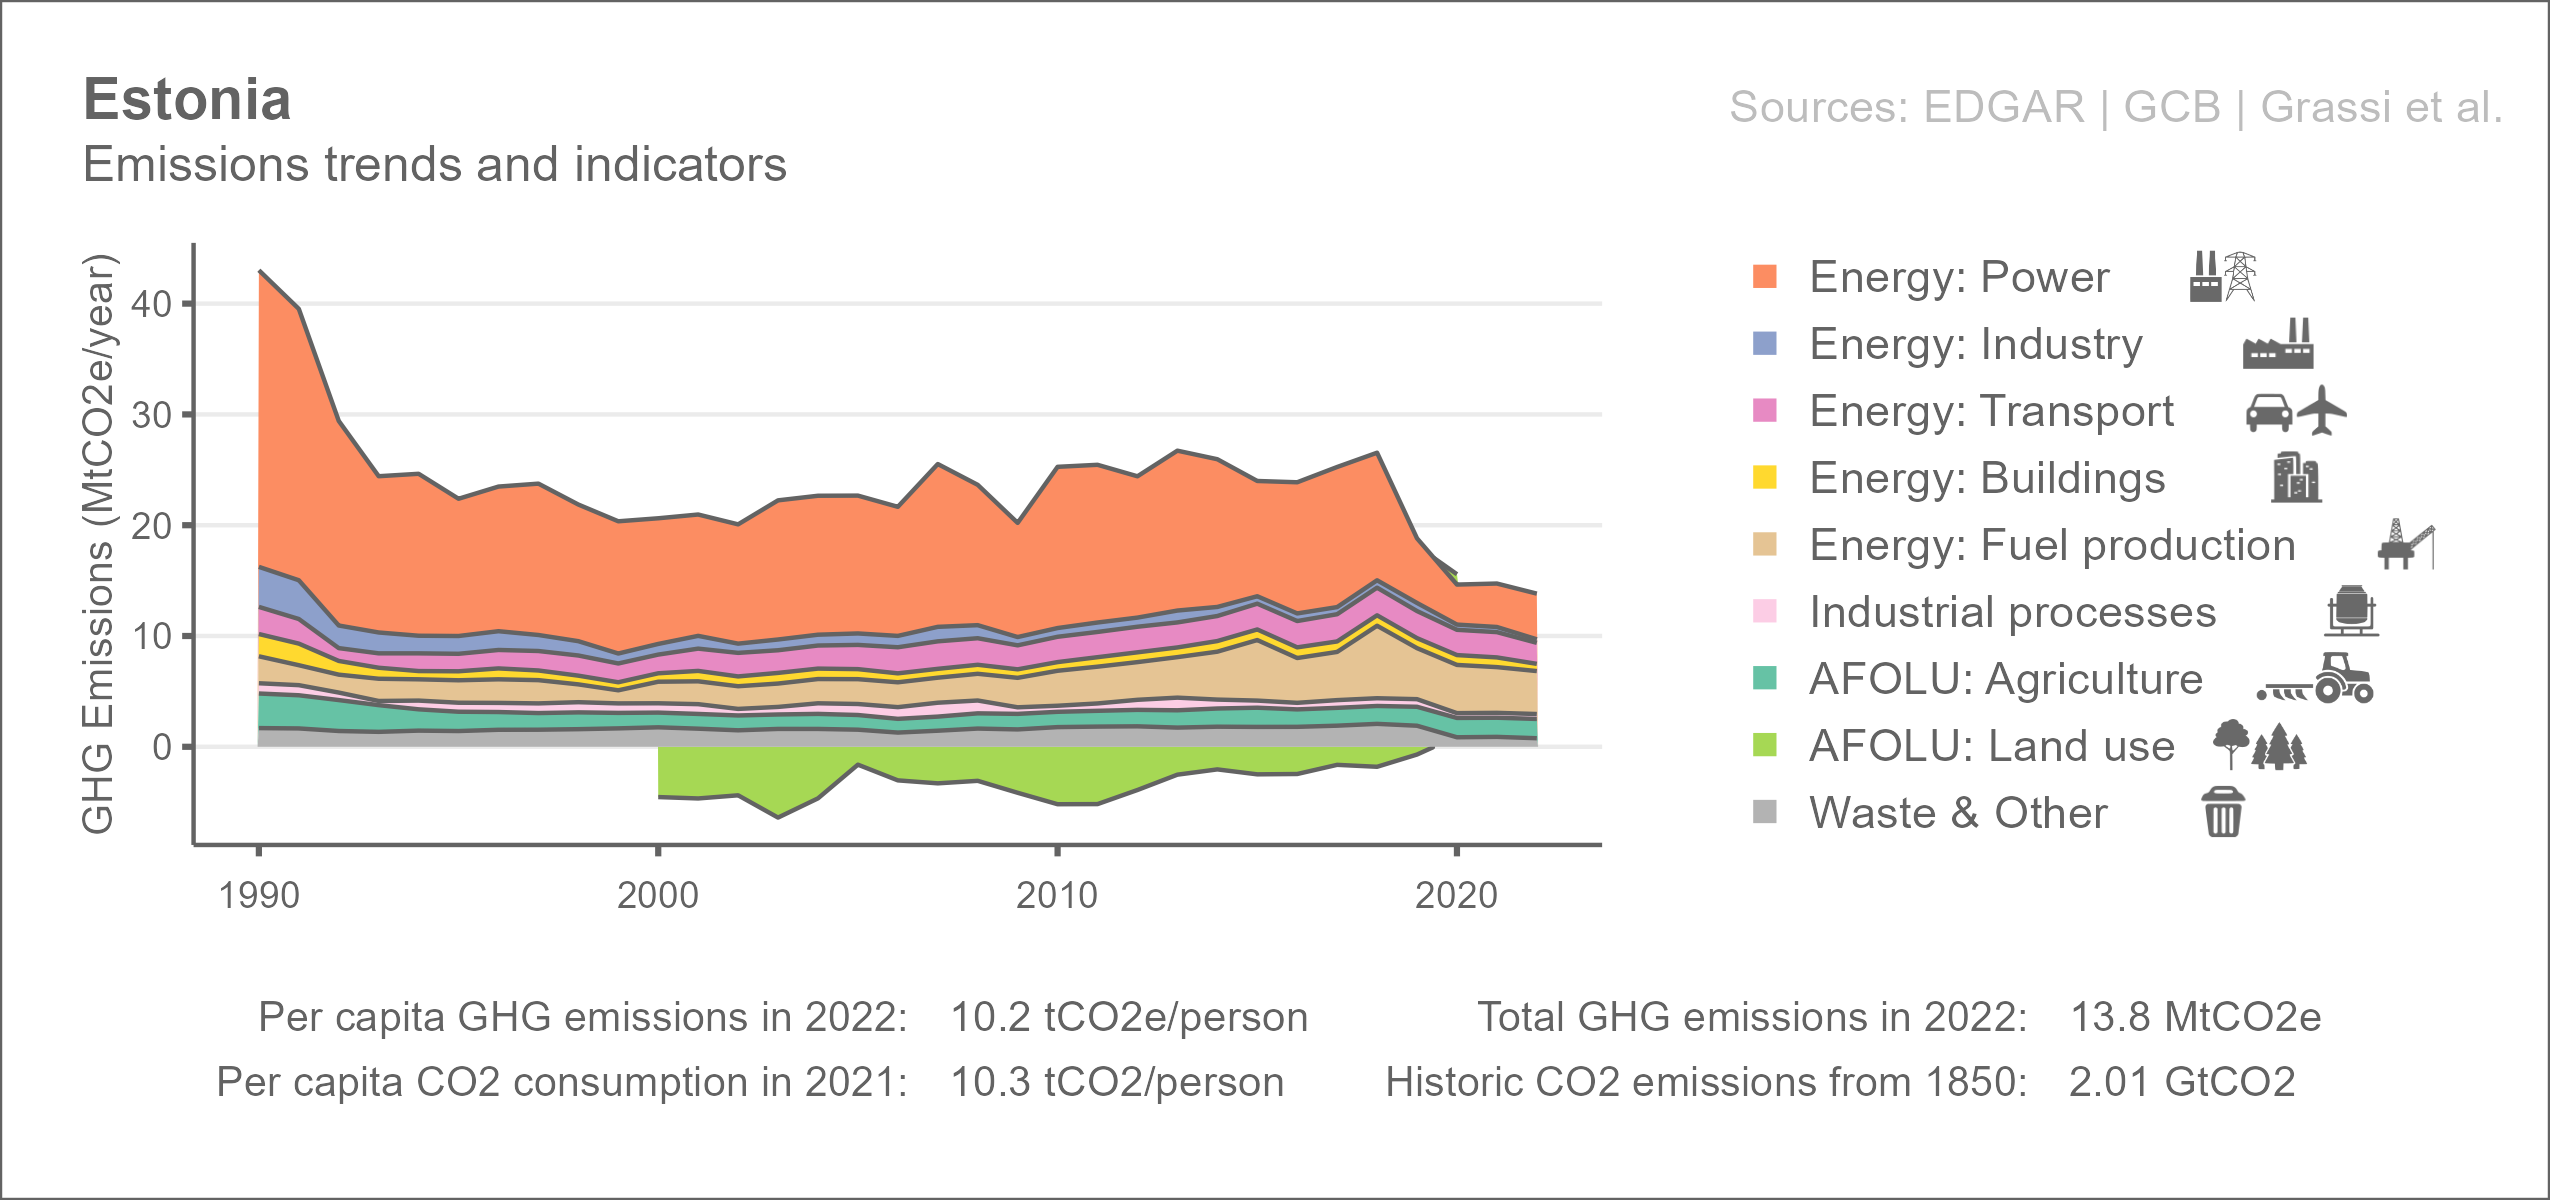 Estonia
Sources: EDGAR | GCB | Grassi et al.
Emissions trends and indicators
GHG Emissions (MtCO2e/year)
40
30
20
10
0
1990
2000
2010
2020
Energy: Power
Energy: Industry
Energy: Transport
Energy: Buildings
Energy: Fuel production
Industrial processes
AFOLU: Agriculture
AFOLU: Land use
Waste & Other
Per capita GHG emissions in 2022: 10.2 tCO2e/person
Total GHG emissions in 2022: 13.8 MtCO2e
Per capita CO2 consumption in 2021: 10.3 tCO2/person
Historic CO2 emissions from 1850: 2.01 GtCO2